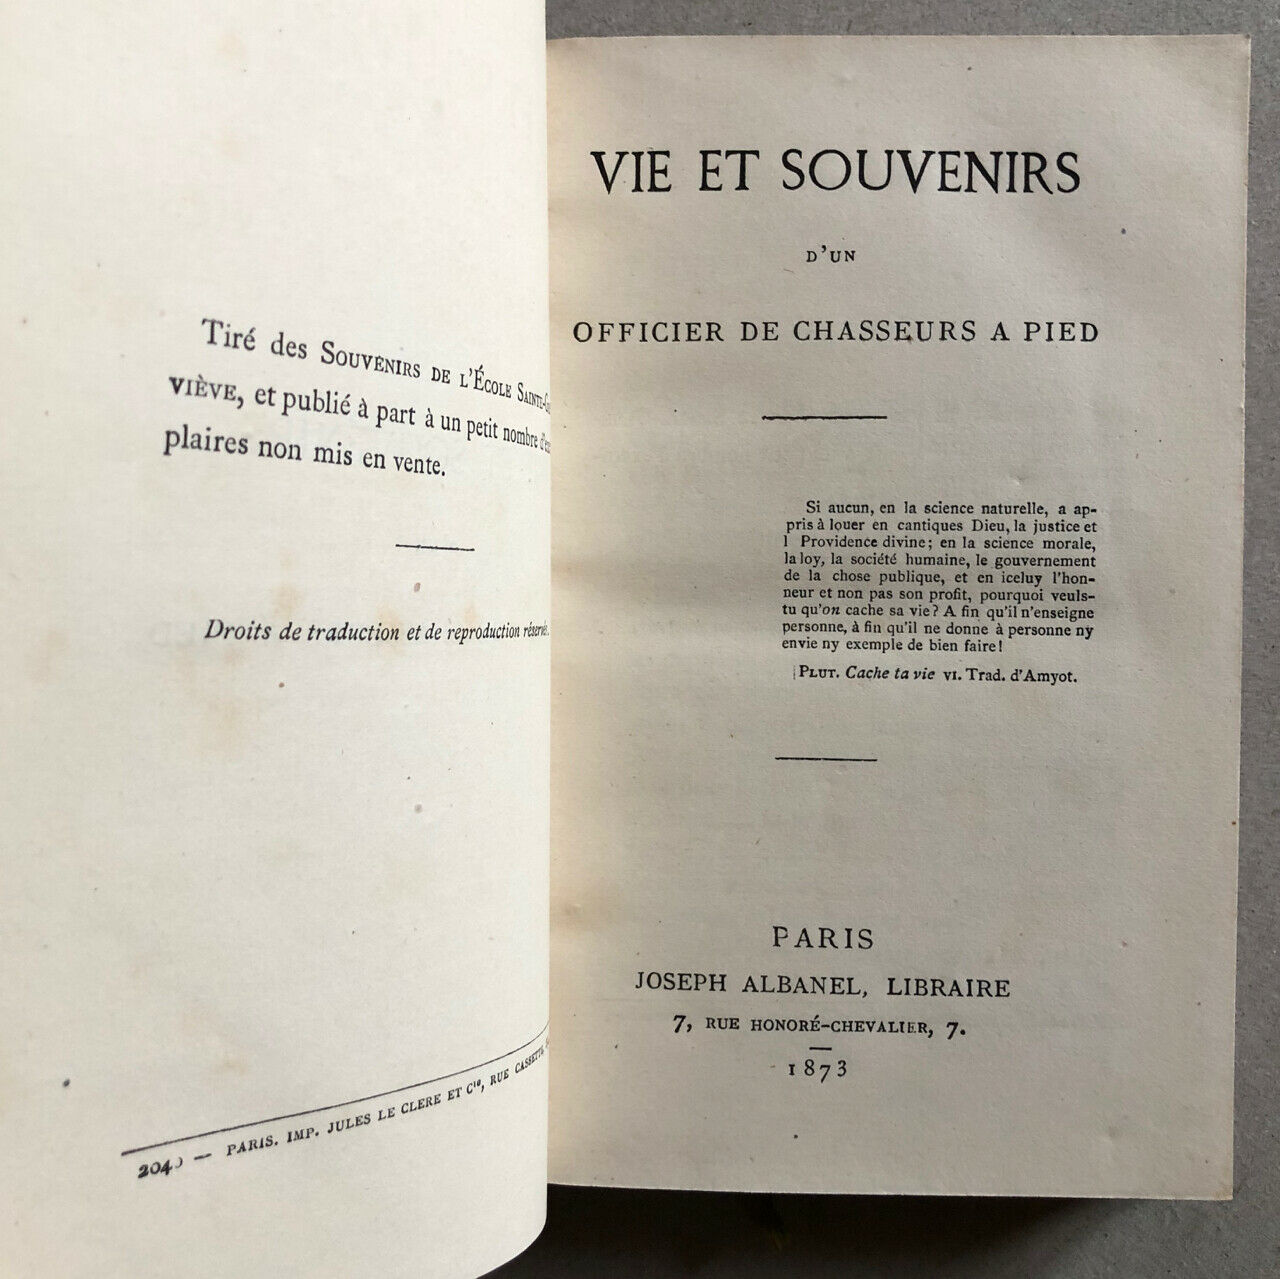 Tiré des SOUVENIRS DE L'ÉCOLE SAINTE-
VIÈVE, et publié à part à un petit nombre
plaires non mis en vente.
Droits de traduction et de reproduction réservés.
PARIS. IMP. JULES LE CLERE ET Cie, RUE CASSETTE,
VIE ET SOUVENIRS
D'UN
OFFICIER DE CHASSEURS A PIED
Si aucun, en la science naturelle, a ap-
pris à louer en cantiques Dieu, la justice et
l Providence divine; en la science morale,
la loy, la société humaine, le gouvernement
de la chose publique, et en iceluy l'hon-
neur et non pas son profit, pourquoi veuls-
tu qu'on cache sa vie? A fin qu'il n'enseigne
personne, à fin qu'il ne donne à personne ny
envie ny exemple de bien faire!
PLUT. Cache ta vie VI. Trad. d'Amyot.
PARIS
JOSEPH ALBANEL, LIBRAIRE
7, RUE HONORÉ-CHEVALIER, 7.
1873